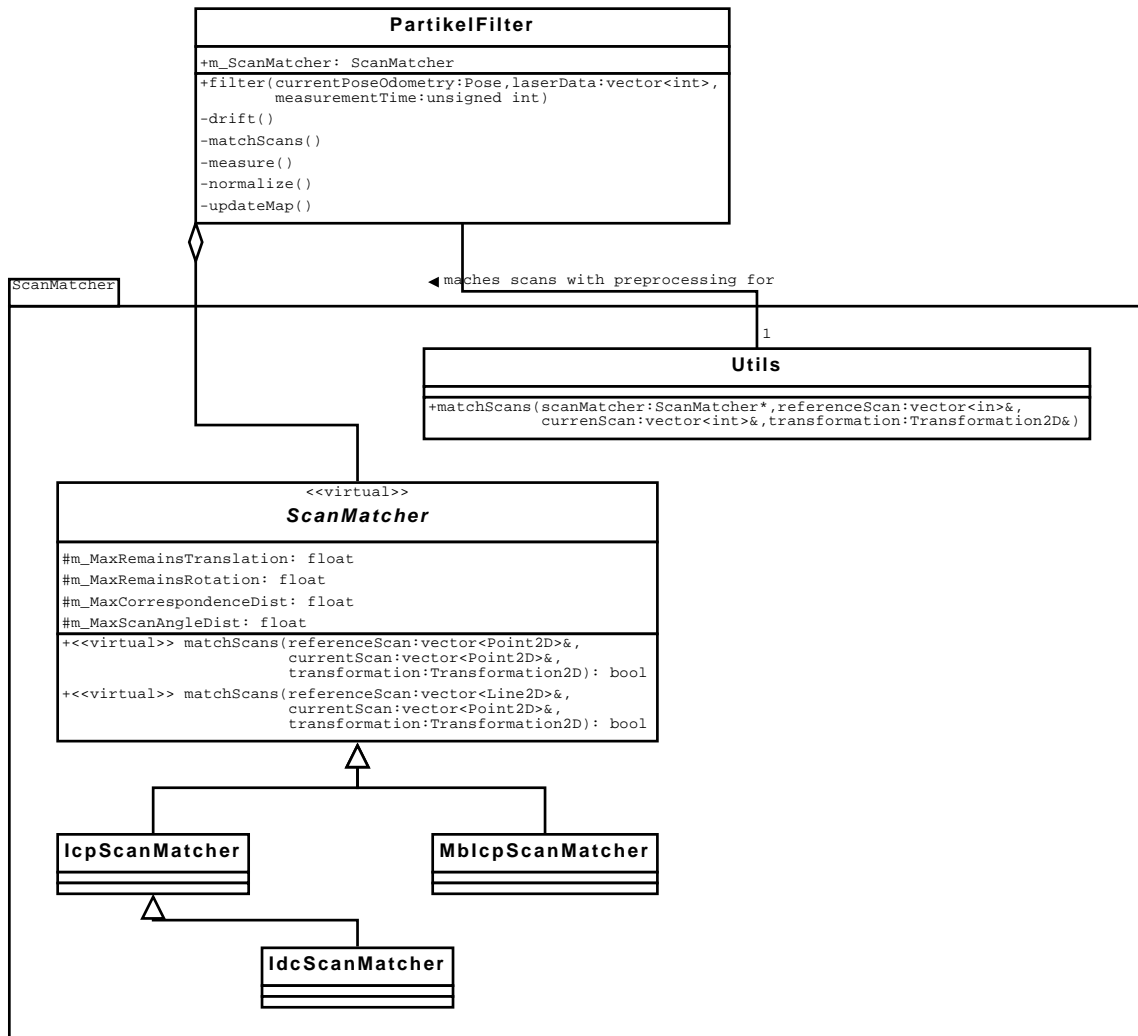 PartikelFilter
+m_ScanMatcher: ScanMatcher
+filter(currentPoseOdometry:Pose,laserData:vector<int>,
measurementTime:unsigned int)
-drift()
-matchScans()
-measure()
-normalize()
-updateMap()
ScanMatcher
◄ maches scans with preprocessing for
1
Utils
+matchScans(scanMatcher:ScanMatcher*,referenceScan:vector<in>&,
currenScan:vector<int>&,transformation:Transformation2D&)
<<virtual>>
ScanMatcher
#m_MaxRemainsTranslation: float
#m_MaxRemainsRotation: float
#m_MaxCorrespondenceDist: float
#m_MaxScanAngleDist: float
+<<virtual>> matchScans(referenceScan:vector<Point2D>&,
currentScan:vector<Point2D>&,
transformation:Transformation2D): bool
+<<virtual>> matchScans(referenceScan:vector<Line2D>&,
currentScan:vector<Point2D>&,
transformation:Transformation2D): bool
IcpScanMatcher
MbIcpScanMatcher
IdcScanMatcher